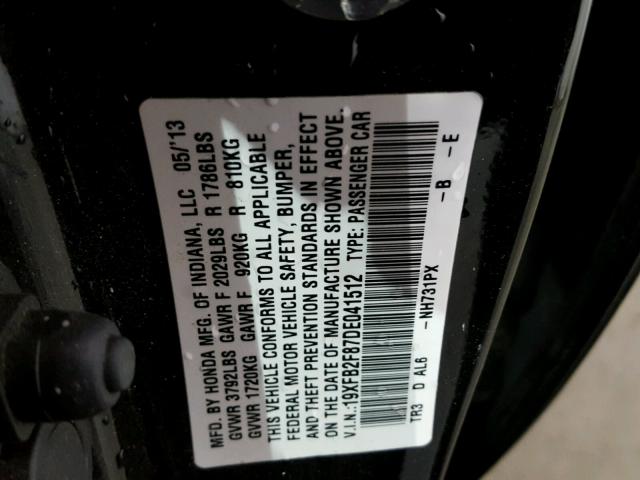 MFD. BY HONDA MFG. OF INDIANA, LLC 05/'13
GVWR 3792LBS GAWR F 2029LBS R 1786LBS
GVWR 1720KG GAWR F 920KG R 810KG
THIS VEHICLE CONFORMS TO ALL APPLICABLE
FEDERAL MOTOR VEHICLE SAFETY, BUMPER,
AND THEFT PREVENTION STANDARDS IN EFFECT
ON THE DATE OF MANUFACTURE SHOWN ABOVE.
V.I.N.:19XFB2F87DE041512 TYPE: PASSENGER CAR
TR3 D AL6 -NH731PX -B -E